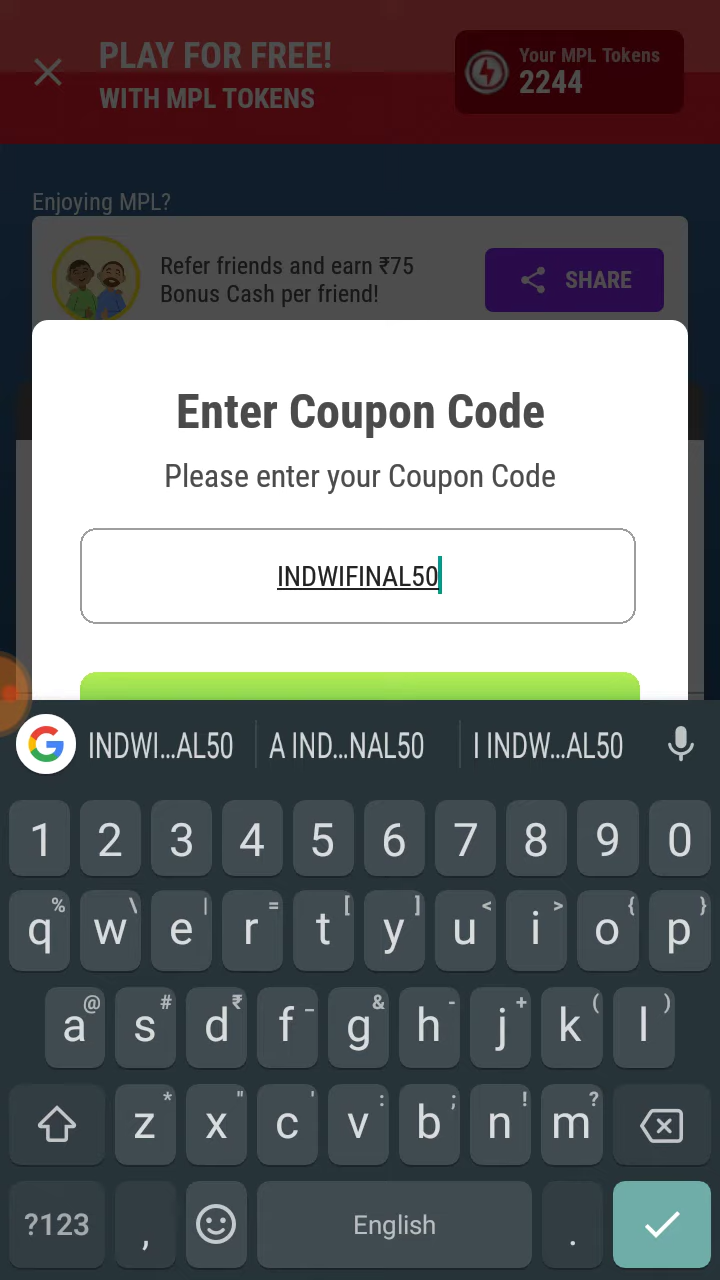 PLAY FOR FREE!
WITH MPL TOKENS
Your MPL Tokens
2244
Enjoying MPL?
Refer friends and earn ₹75
Bonus Cash per friend!
SHARE
Enter Coupon Code
Please enter your Coupon Code
INDWIFINAL50
INDWI...AL50 A IND...NAL50 I INDW...AL50
1 2 3 4 5 6 7 8 9 0
% \ | = [ ] < > { }
q w e r t y u i o p
@ # ₹ _ & - + ( )
a s d f g h j k l
* " ' : ; ! ?
z x c v b n m
?123 , English .